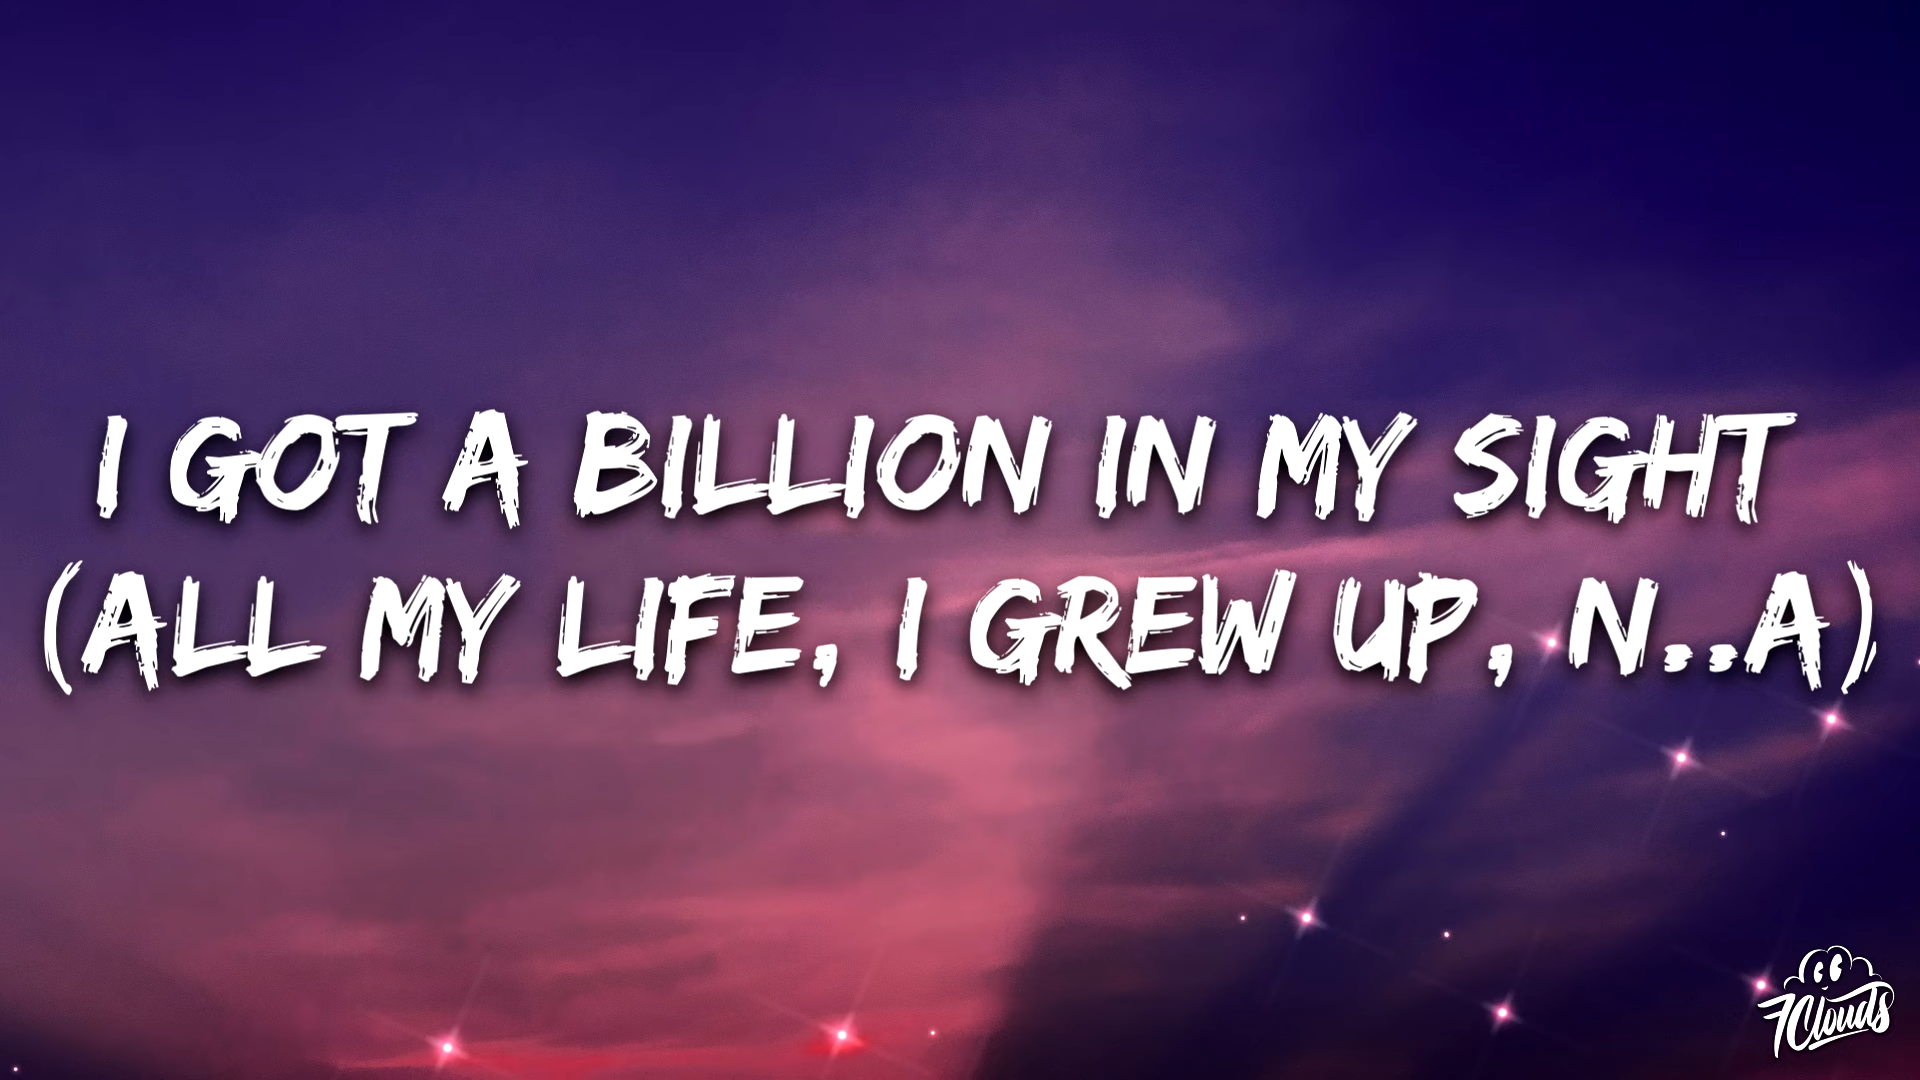 I GOT A BILLION IN MY SIGHT
(ALL MY LIFE, I GREW UP, N..A)
7Clouds